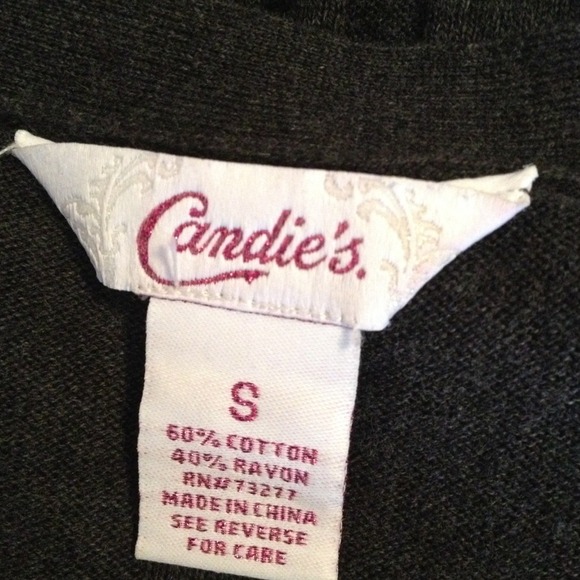 Candie's.
S
60% COTTON
40% RAYON
RN#73277
MADE IN CHINA
SEE REVERSE
FOR CARE